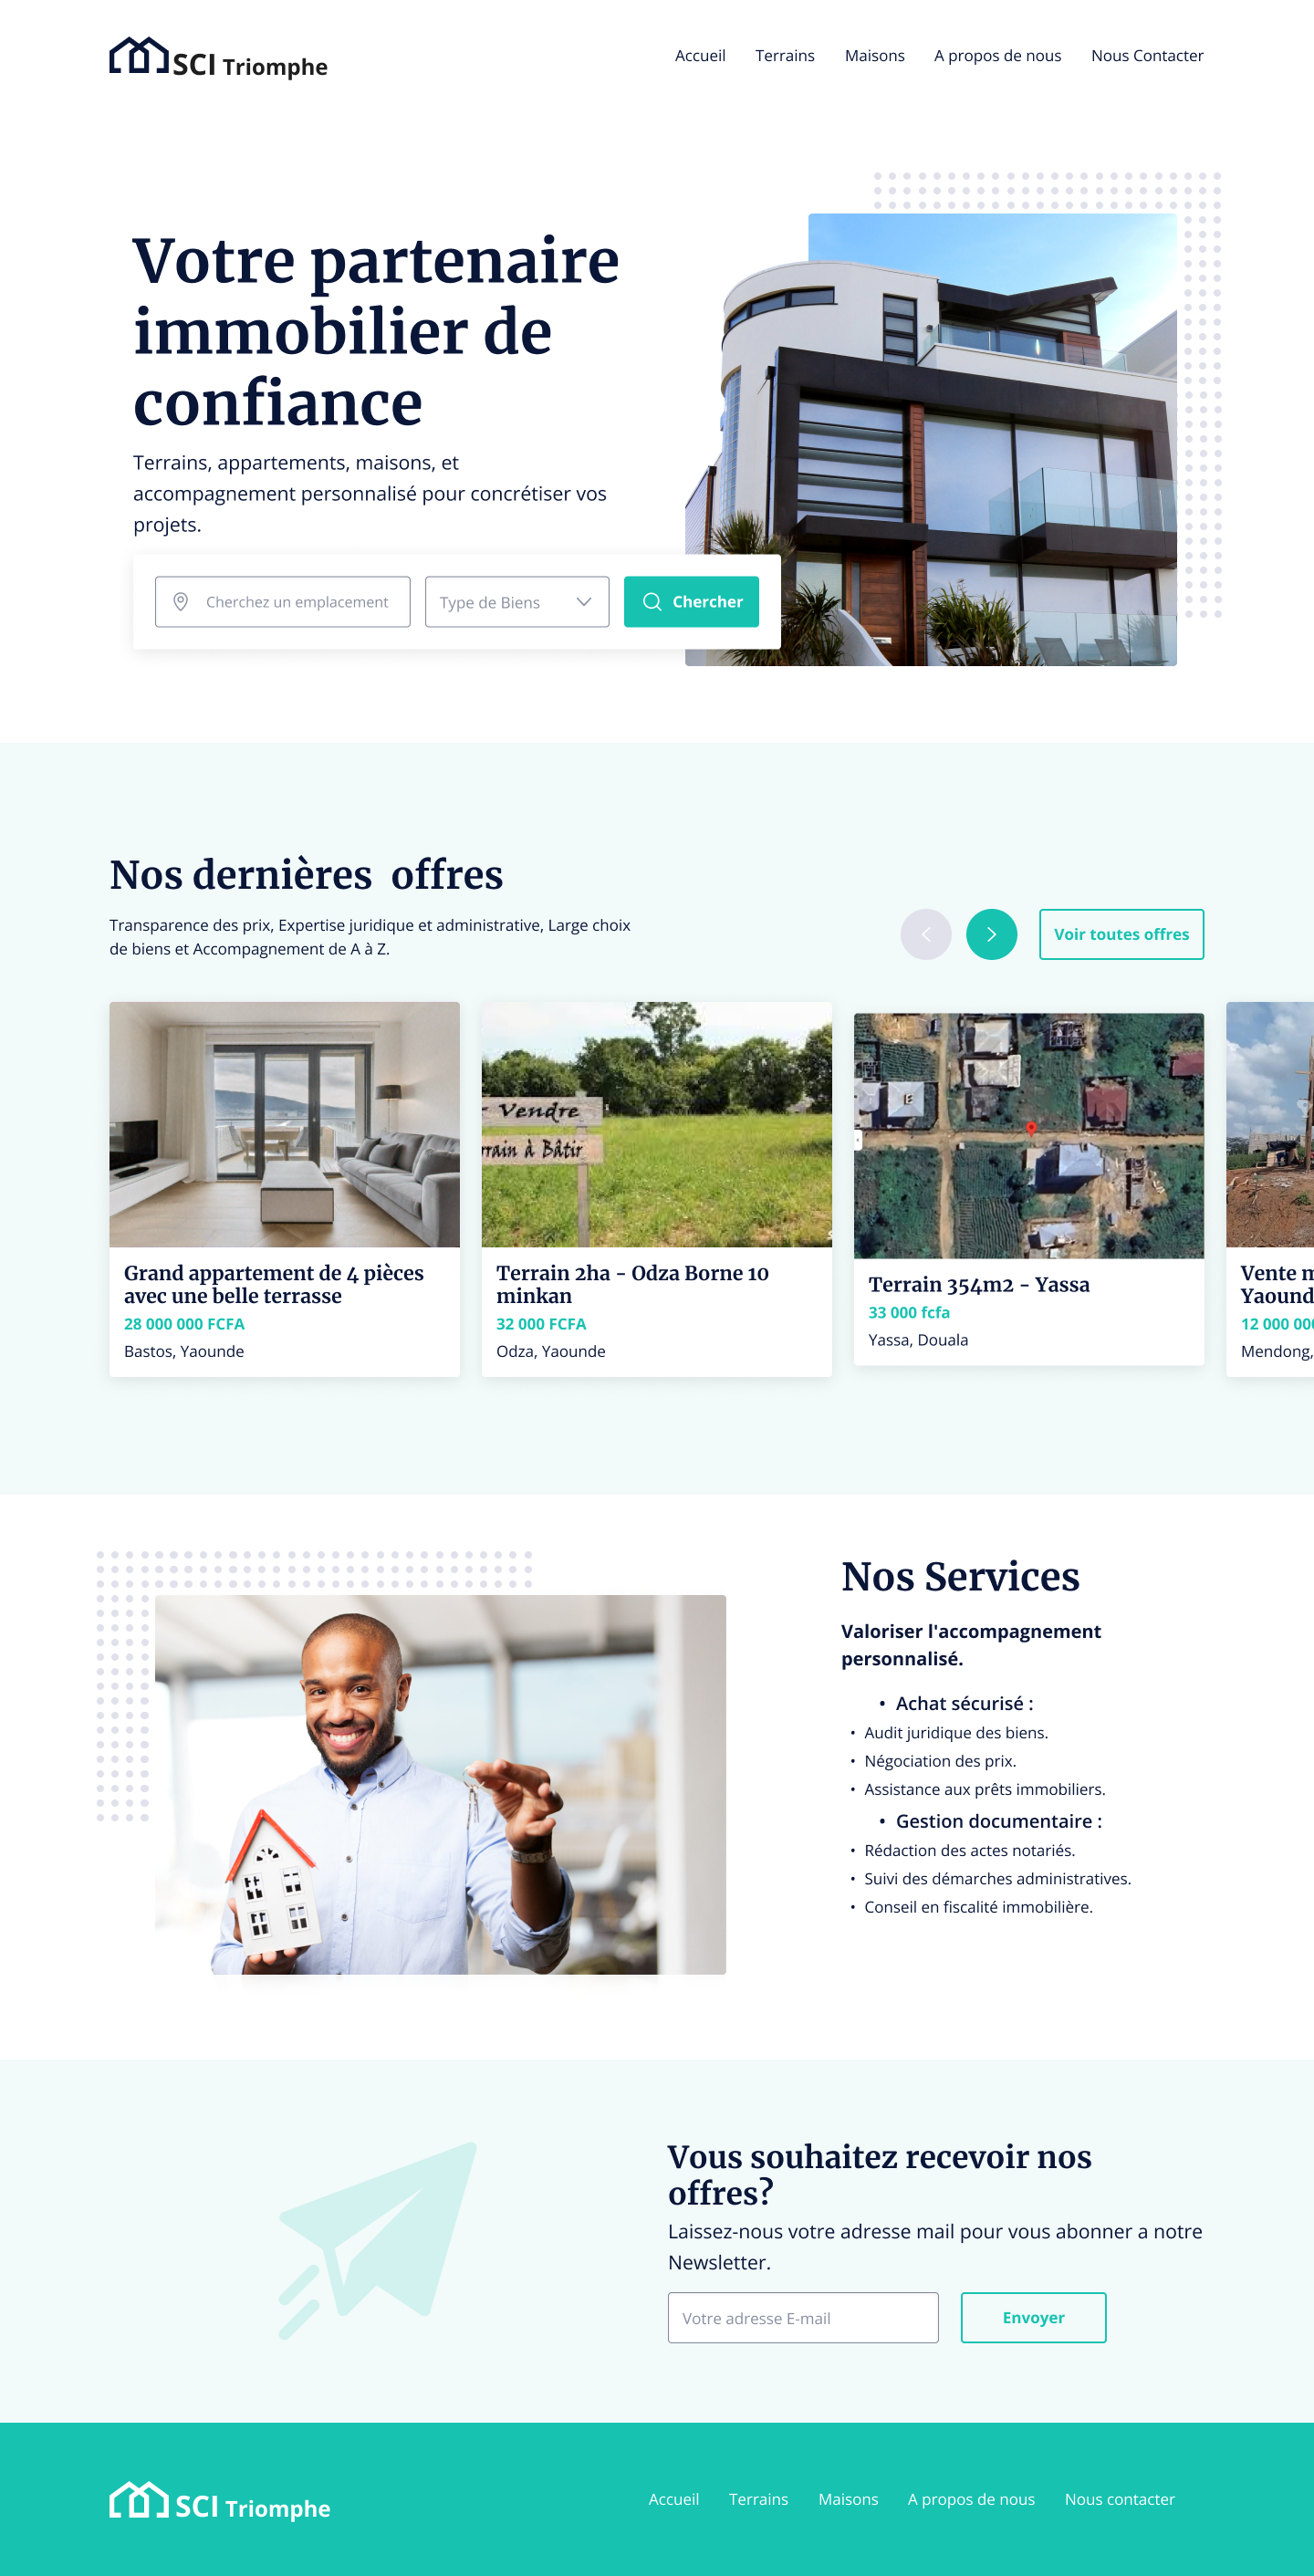 SCI Triomphe
Accueil Terrains Maisons A propos de nous Nous Contacter
Votre partenaire
immobilier de
confiance
Terrains, appartements, maisons, et
accompagnement personnalisé pour concrétiser vos
projets.
Cherchez un emplacement
Type de Biens
Chercher
Nos dernières offres
Transparence des prix, Expertise juridique et administrative, Large choix
de biens et Accompagnement de A à Z.
Voir toutes offres
Vendre
rrain à Bâtir
Grand appartement de 4 pièces
avec une belle terrasse
28 000 000 FCFA
Bastos, Yaounde
Terrain 2ha - Odza Borne 10
minkan
32 000 FCFA
Odza, Yaounde
Terrain 354m2 - Yassa
33 000 fcfa
Yassa, Douala
Vente m
Yaound
12 000 00
Mendong,
Nos Services
Valoriser l'accompagnement
personnalisé.
• Achat sécurisé :
• Audit juridique des biens.
• Négociation des prix.
• Assistance aux prêts immobiliers.
• Gestion documentaire :
• Rédaction des actes notariés.
• Suivi des démarches administratives.
• Conseil en fiscalité immobilière.
Vous souhaitez recevoir nos
offres?
Laissez-nous votre adresse mail pour vous abonner a notre
Newsletter.
Votre adresse E-mail
Envoyer
SCI Triomphe
Accueil Terrains Maisons A propos de nous Nous contacter